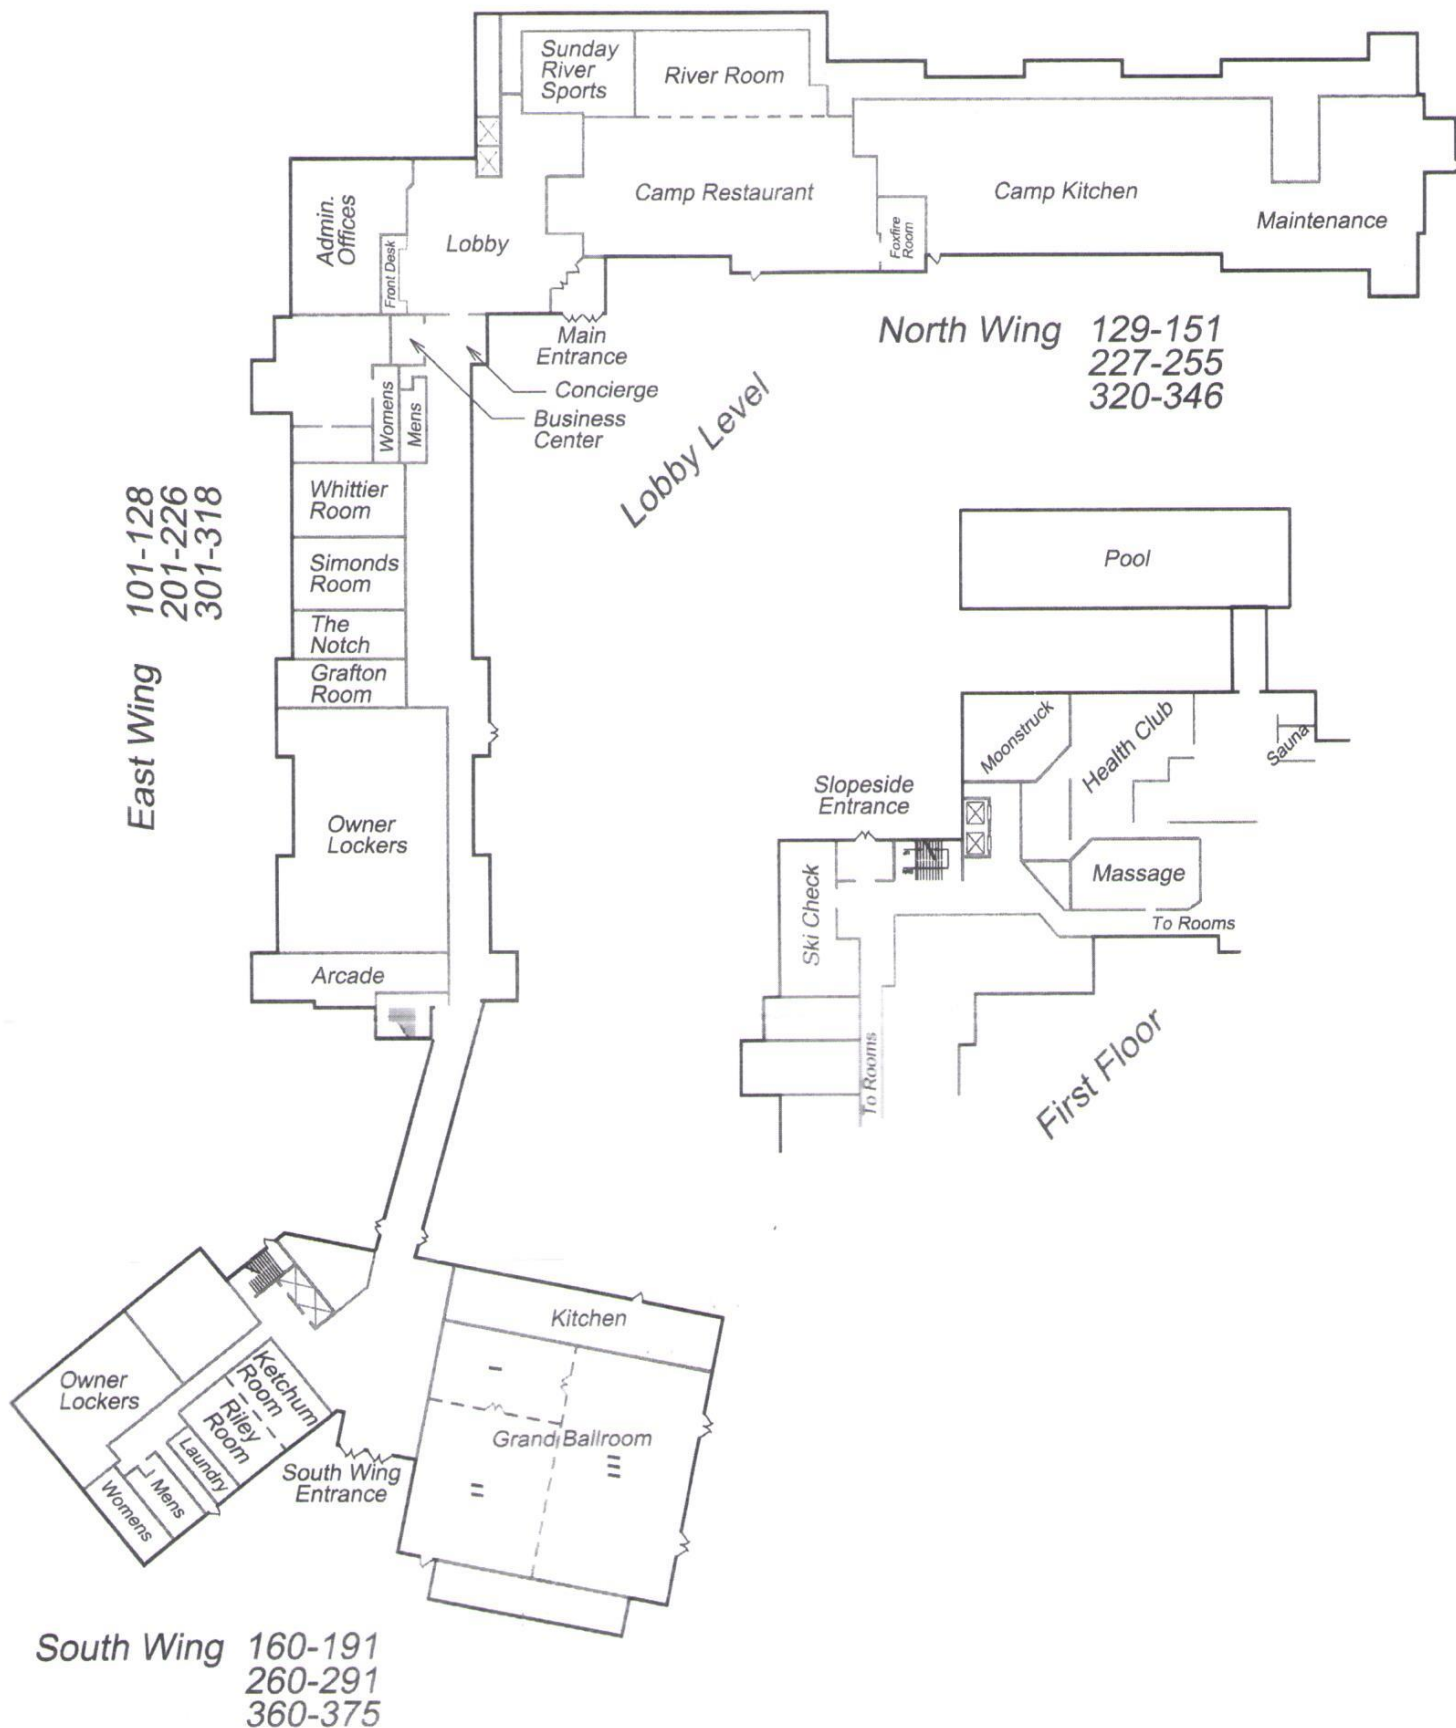 Sunday
River
Sports
River Room
Camp Restaurant
Camp Kitchen
Maintenance
Foxfire
Room
Admin.
Offices
Front Desk
Lobby
Main
Entrance
Concierge
Business
Center
Womens
Mens
Lobby Level
North Wing 129-151
227-255
320-346
Whittier
Room
Simonds
Room
The
Notch
Grafton
Room
East Wing 101-128
201-226
301-318
Owner
Lockers
Arcade
Pool
Moonstruck
Health Club
Sauna
Slopeside
Entrance
Ski Check
Massage
To Rooms
To Rooms
First Floor
Kitchen
Grand Ballroom
Owner
Lockers
Ketchum
Room
Riley
Room
Laundry
Mens
Womens
South Wing
Entrance
South Wing 160-191
260-291
360-375